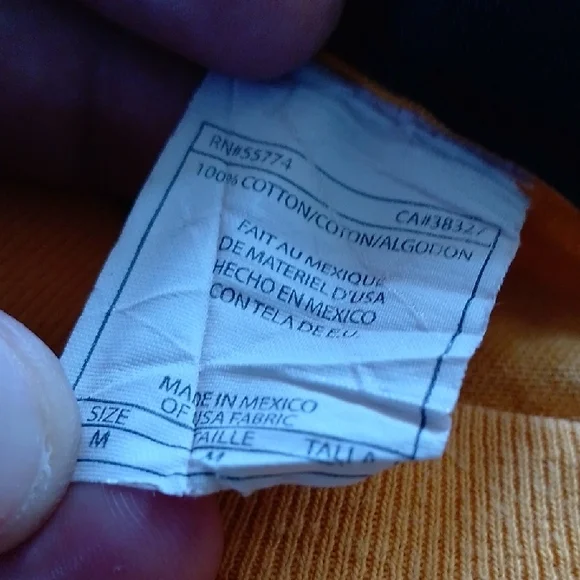 RN#55774
CA#38327
100% COTTON/COTON/ALGODON
FAIT AU MEXIQUE
DE MATERIEL D'USA
HECHO EN MEXICO
CON TELA DE E.U.
MADE IN MEXICO
OF USA FABRIC
SIZE TAILLE TALLA
M M